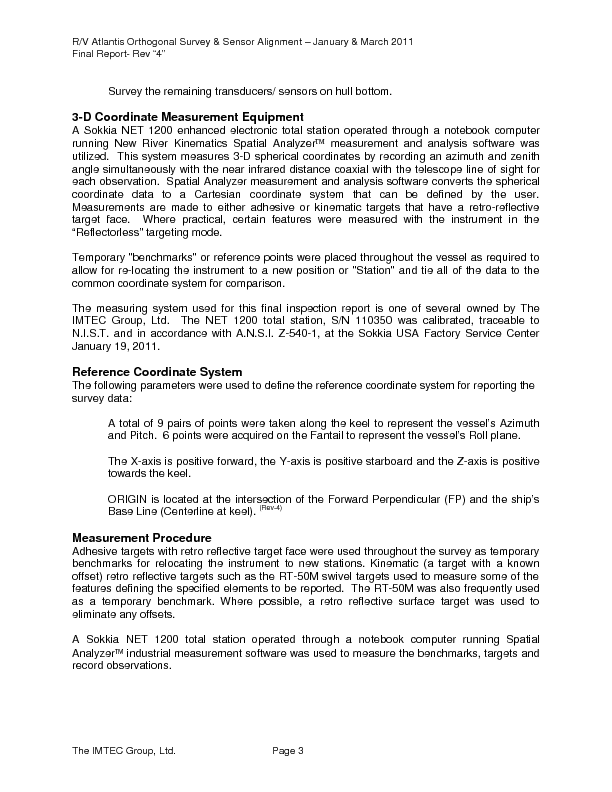 R/V Atlantis Orthogonal Survey & Sensor Alignment – January & March 2011
Final Report- Rev “4”
Survey the remaining transducers/ sensors on hull bottom.
3-D Coordinate Measurement Equipment
A Sokkia NET 1200 enhanced electronic total station operated through a notebook computer
running New River Kinematics Spatial Analyzer™ measurement and analysis software was
utilized. This system measures 3-D spherical coordinates by recording an azimuth and zenith
angle simultaneously with the near infrared distance coaxial with the telescope line of sight for
each observation. Spatial Analyzer measurement and analysis software converts the spherical
coordinate data to a Cartesian coordinate system that can be defined by the user.
Measurements are made to either adhesive or kinematic targets that have a retro-reflective
target face. Where practical, certain features were measured with the instrument in the
“Reflectorless” targeting mode.
Temporary "benchmarks" or reference points were placed throughout the vessel as required to
allow for re-locating the instrument to a new position or "Station" and tie all of the data to the
common coordinate system for comparison.
The measuring system used for this final inspection report is one of several owned by The
IMTEC Group, Ltd. The NET 1200 total station, S/N 110350 was calibrated, traceable to
N.I.S.T. and in accordance with A.N.S.I. Z-540-1, at the Sokkia USA Factory Service Center
January 19, 2011.
Reference Coordinate System
The following parameters were used to define the reference coordinate system for reporting the
survey data:
A total of 9 pairs of points were taken along the keel to represent the vessel’s Azimuth
and Pitch. 6 points were acquired on the Fantail to represent the vessel’s Roll plane.
The X-axis is positive forward, the Y-axis is positive starboard and the Z-axis is positive
towards the keel.
ORIGIN is located at the intersection of the Forward Perpendicular (FP) and the ship’s
Base Line (Centerline at keel). (Rev-4)
Measurement Procedure
Adhesive targets with retro reflective target face were used throughout the survey as temporary
benchmarks for relocating the instrument to new stations. Kinematic (a target with a known
offset) retro reflective targets such as the RT-50M swivel targets used to measure some of the
features defining the specified elements to be reported. The RT-50M was also frequently used
as a temporary benchmark. Where possible, a retro reflective surface target was used to
eliminate any offsets.
A Sokkia NET 1200 total station operated through a notebook computer running Spatial
Analyzer™ industrial measurement software was used to measure the benchmarks, targets and
record observations.
The IMTEC Group, Ltd. Page 3